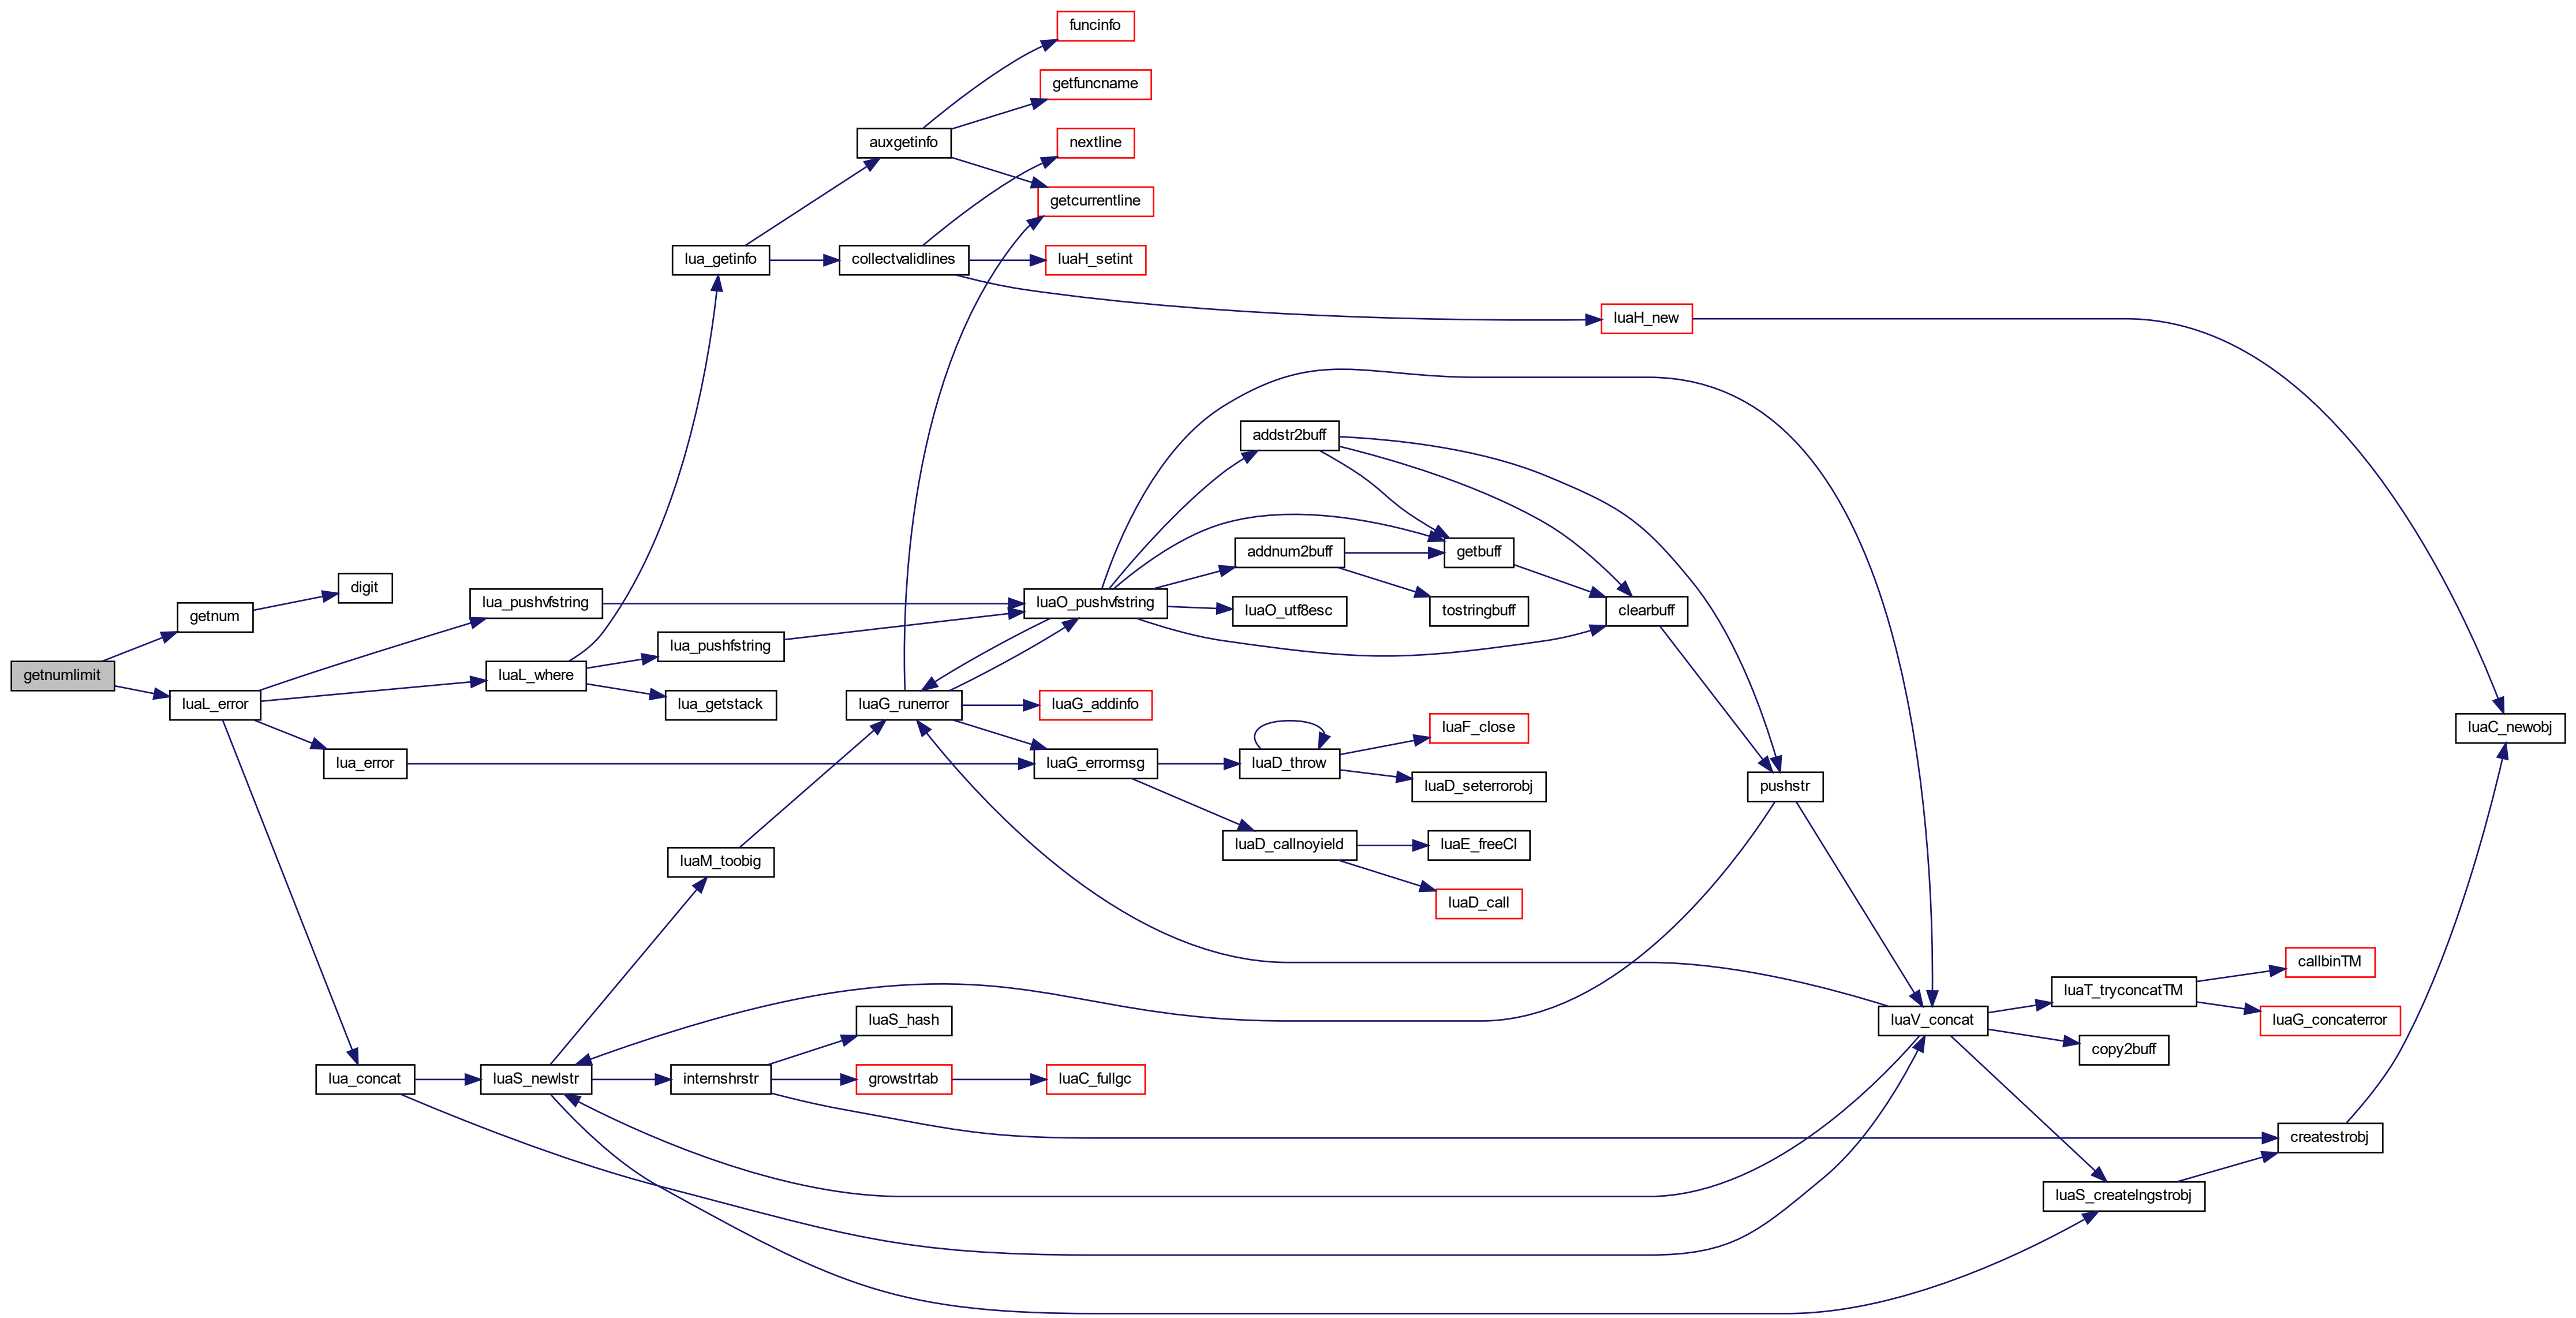 funcinfo
getfuncname
auxgetinfo
nextline
getcurrentline
lua_getinfo
collectvalidlines
luaH_setint
luaH_new
addstr2buff
addnum2buff
getbuff
digit
getnum
lua_pushvfstring
luaO_pushvfstring
luaO_utf8esc
tostringbuff
clearbuff
lua_pushfstring
getnumlimit
luaL_where
luaL_error
lua_getstack
luaG_runerror
luaG_addinfo
luaF_close
luaC_newobj
lua_error
luaG_errormsg
luaD_throw
luaD_seterrorobj
pushstr
luaD_callnoyield
luaE_freeCI
luaM_toobig
luaD_call
callbinTM
luaT_tryconcatTM
luaS_hash
luaV_concat
luaG_concaterror
copy2buff
lua_concat
luaS_newlstr
internshrstr
growstrtab
luaC_fullgc
createstrobj
luaS_createlngstrobj